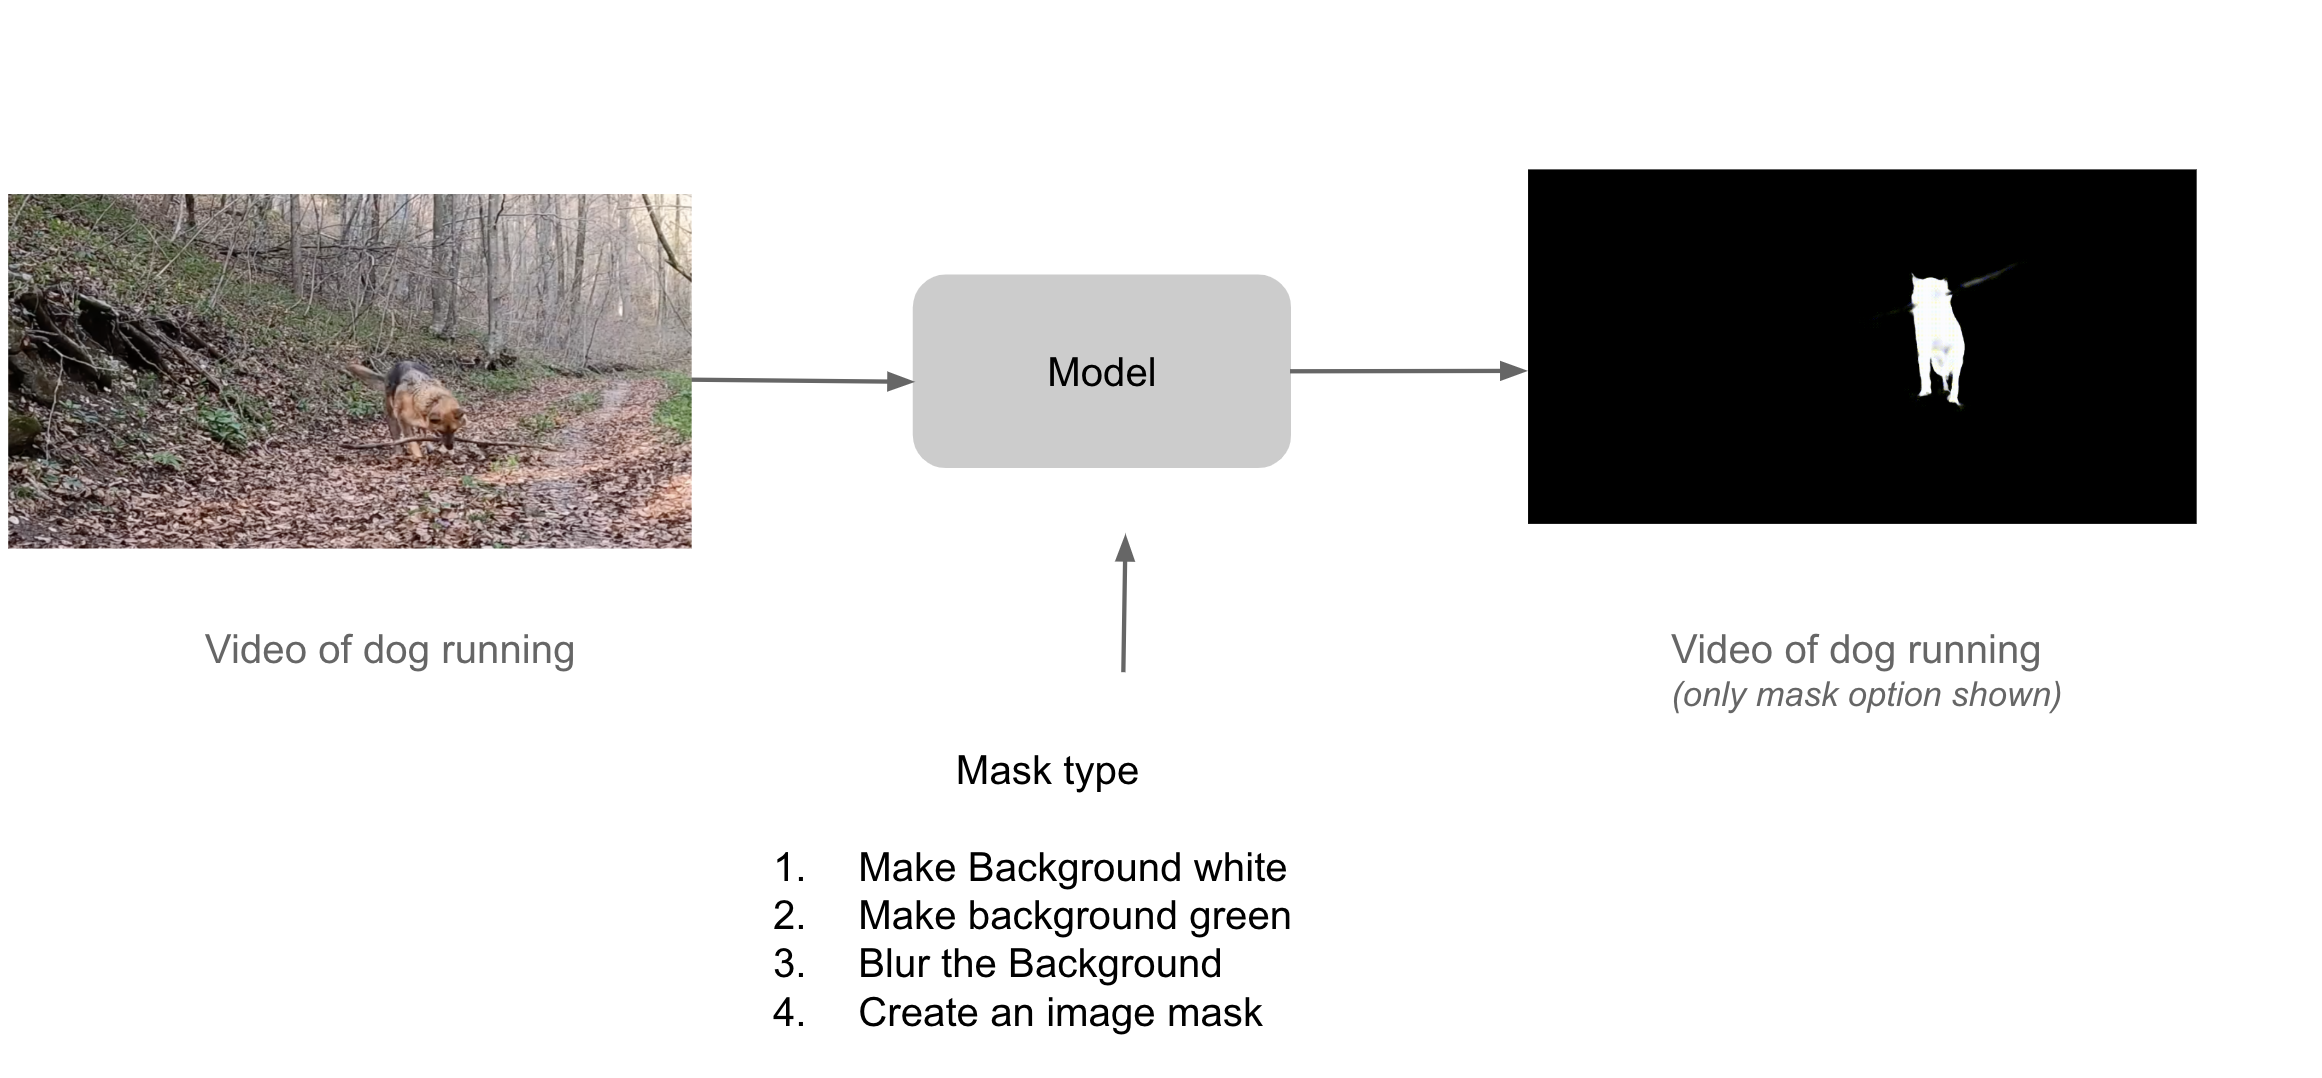 Model
Video of dog running
Video of dog running
(only mask option shown)
Mask type
1. Make Background white
2. Make background green
3. Blur the Background
4. Create an image mask